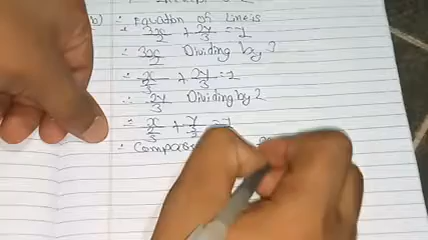 b) ∴ Equation of line is
∴ 3x/2 + 2y/3 = 1
∴ 3x/2 Dividing by 3
∴ x/(2/3) + 2y/3 = 1
∴ 2y/3 Dividing by 2
∴ x/(2/3) + y/(3/2) = 1
∴ Compar